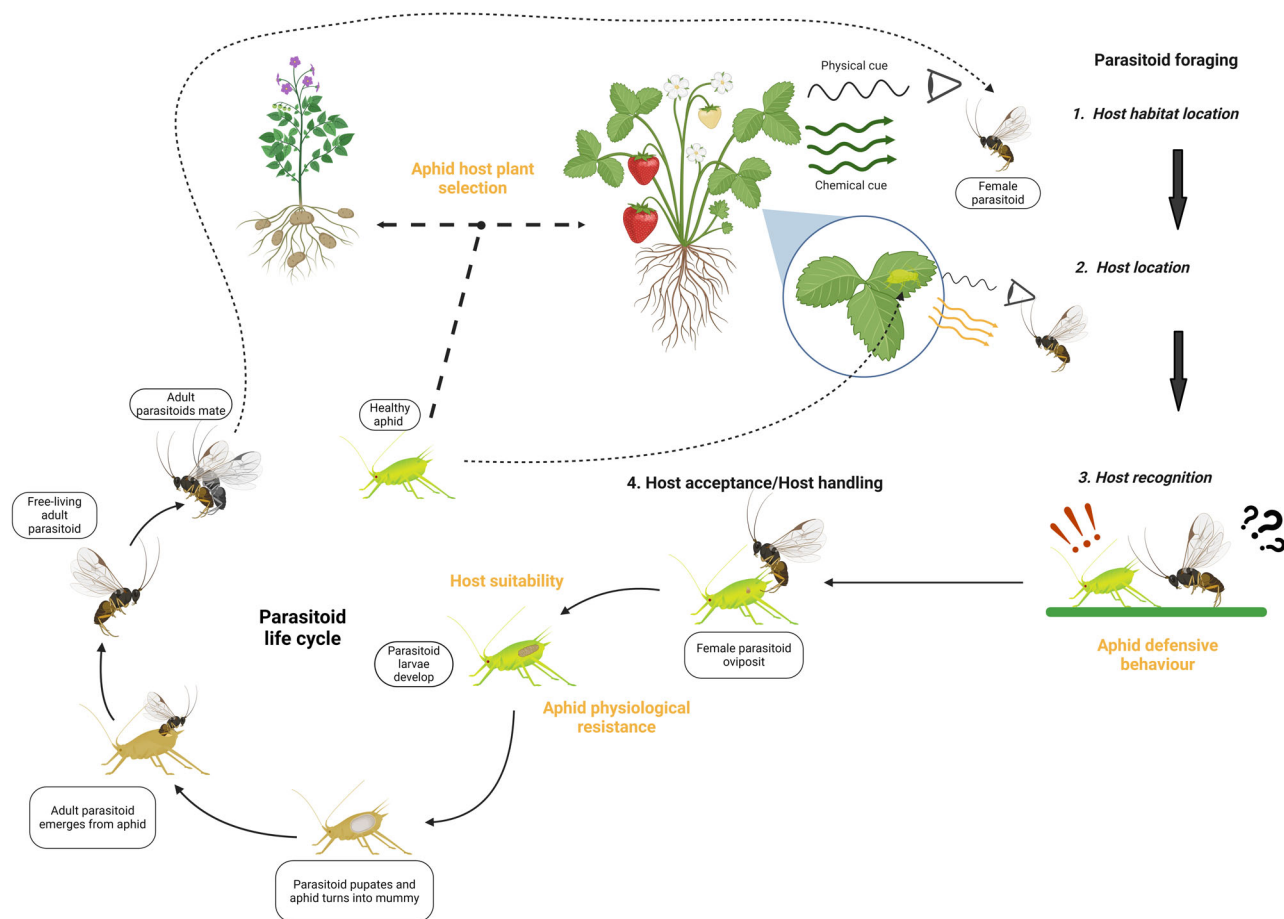 Physical cue
Parasitoid foraging
1. Host habitat location
Aphid host plant
selection
Chemical cue
Female
parasitoid
2. Host location
Adult
parasitoids mate
Healthy
aphid
Free-living
adult
parasitoid
4. Host acceptance/Host handling
3. Host recognition
!!!
???
Host suitability
Parasitoid
life cycle
Parasitoid
larvae
develop
Female parasitoid
oviposit
Aphid defensive
behaviour
Aphid physiological
resistance
Adult parasitoid
emerges from aphid
Parasitoid pupates and
aphid turns into mummy